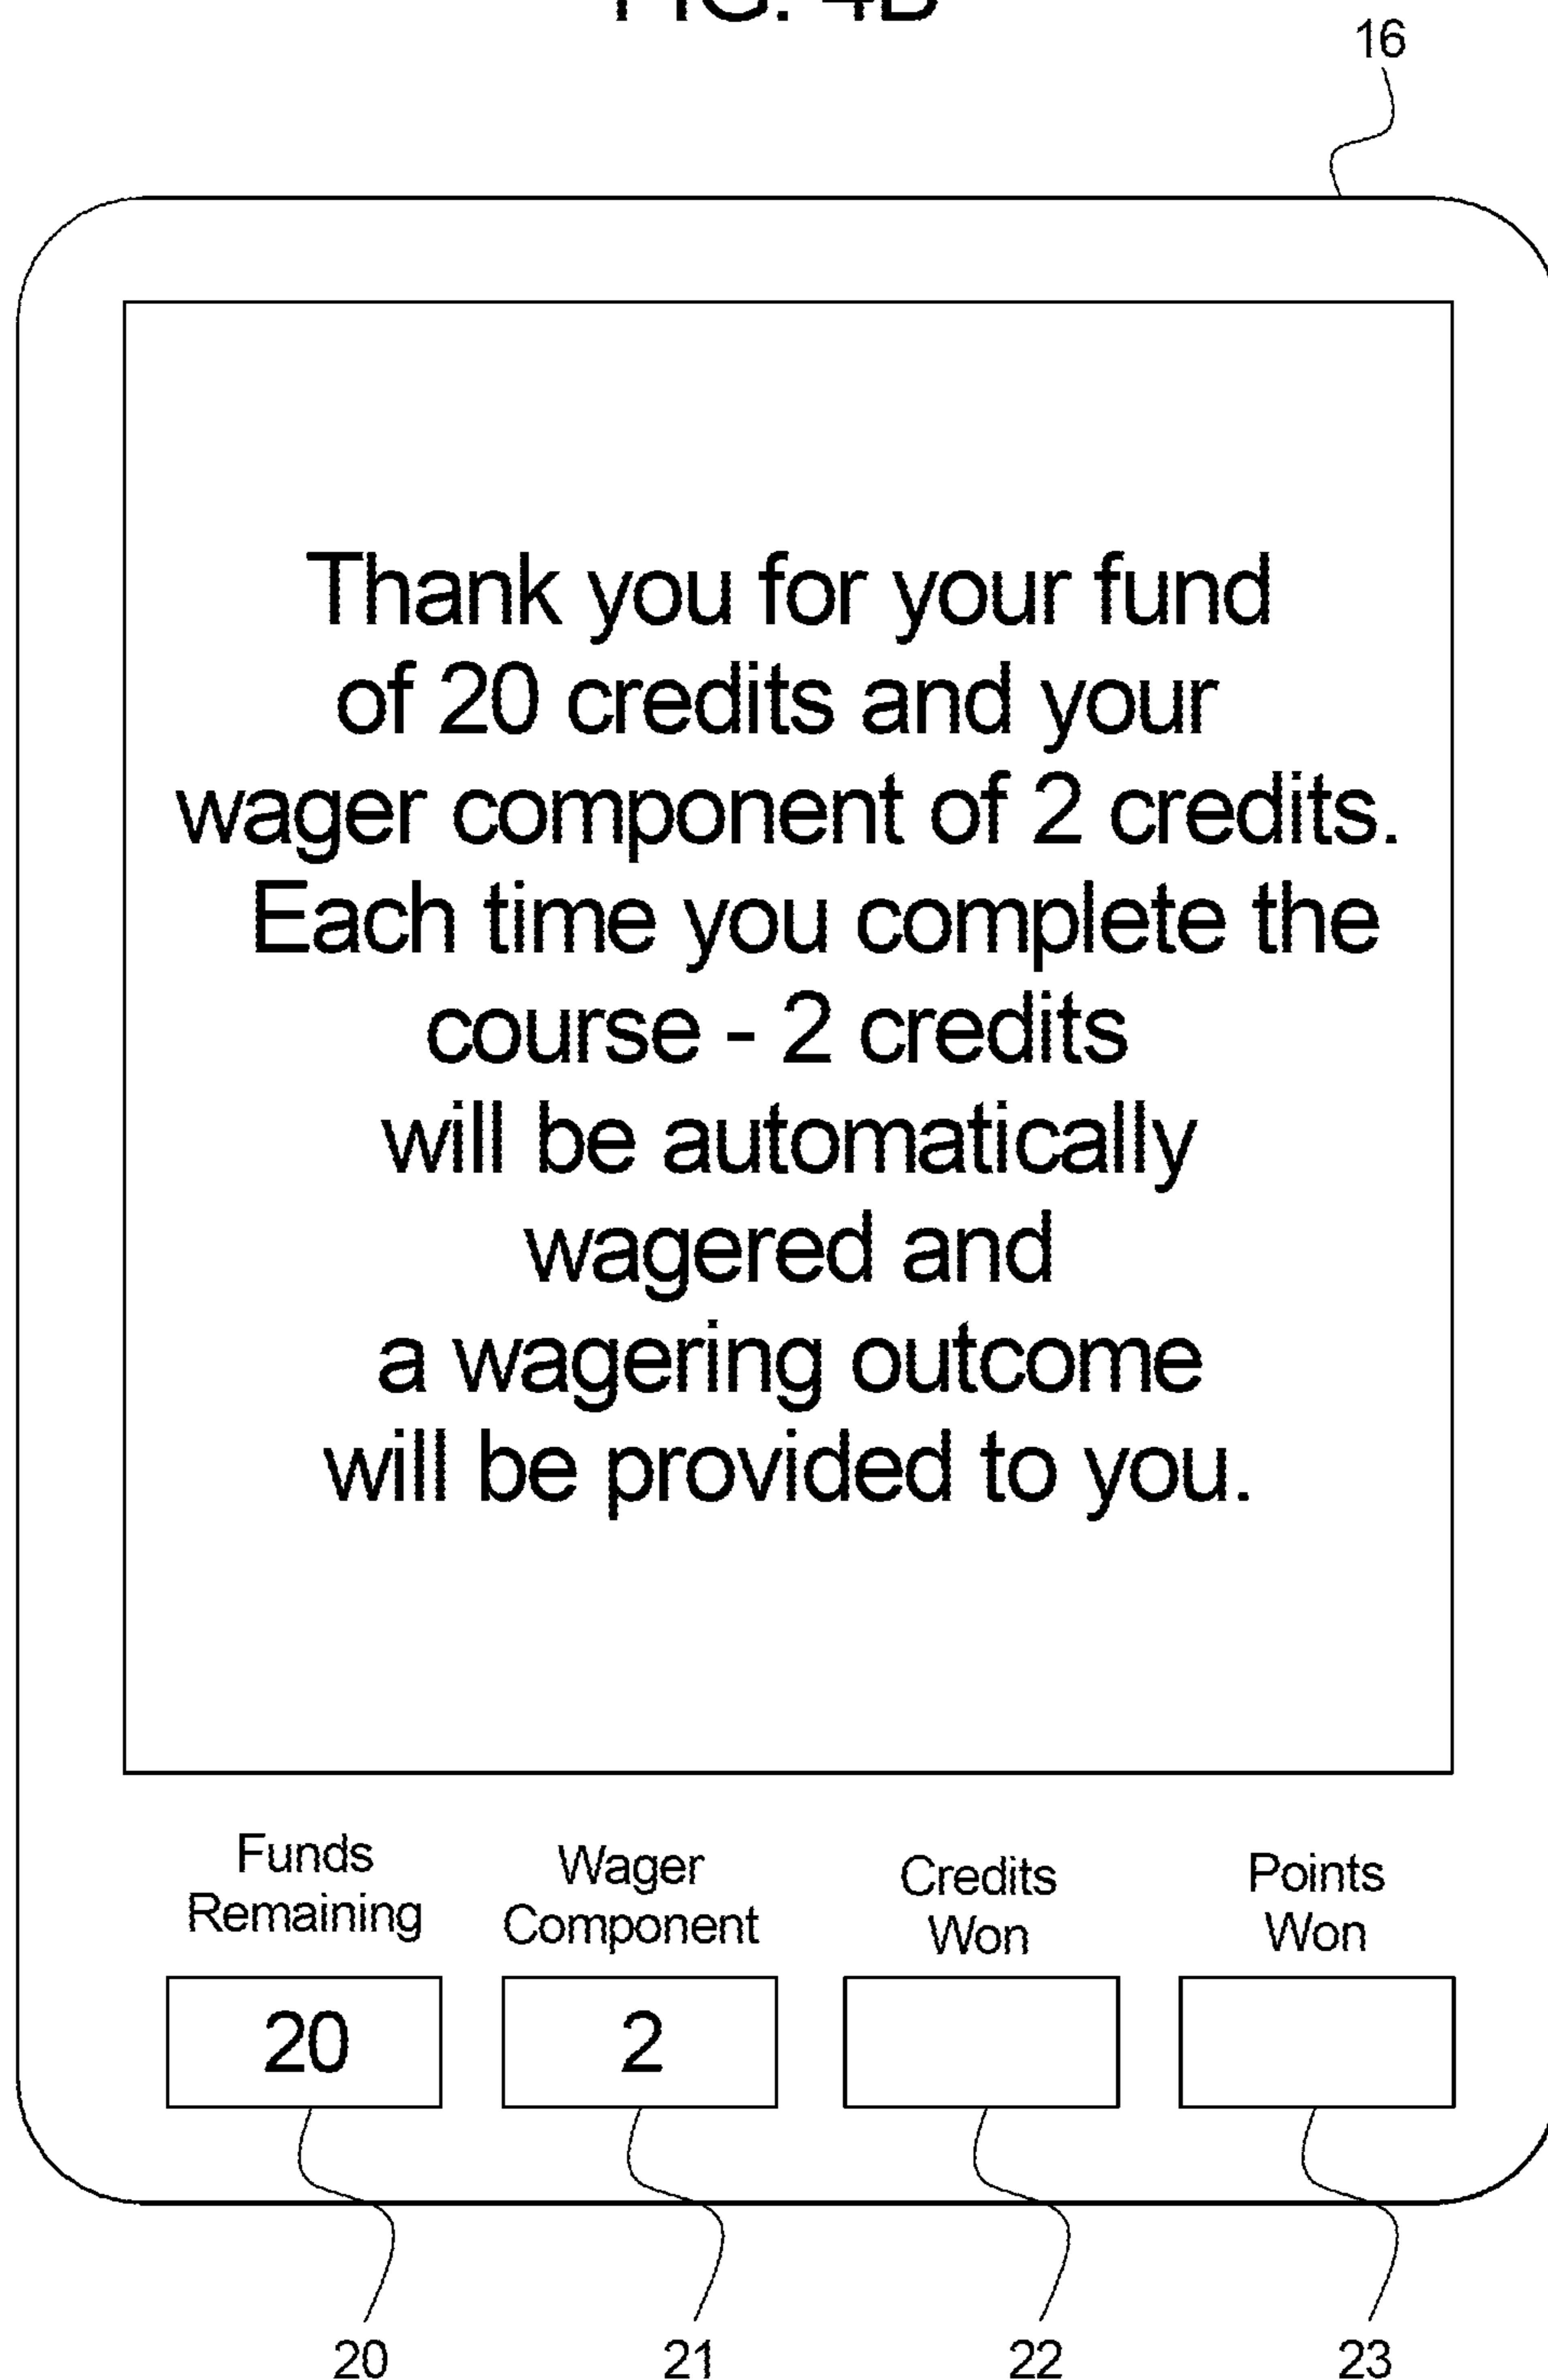 FIG. 4B
16
Thank you for your fund
of 20 credits and your
wager component of 2 credits.
Each time you complete the
course - 2 credits
will be automatically
wagered and
a wagering outcome
will be provided to you.
Funds
Remaining
Wager
Component
Credits
Won
Points
Won
20
2
20
21
22
23